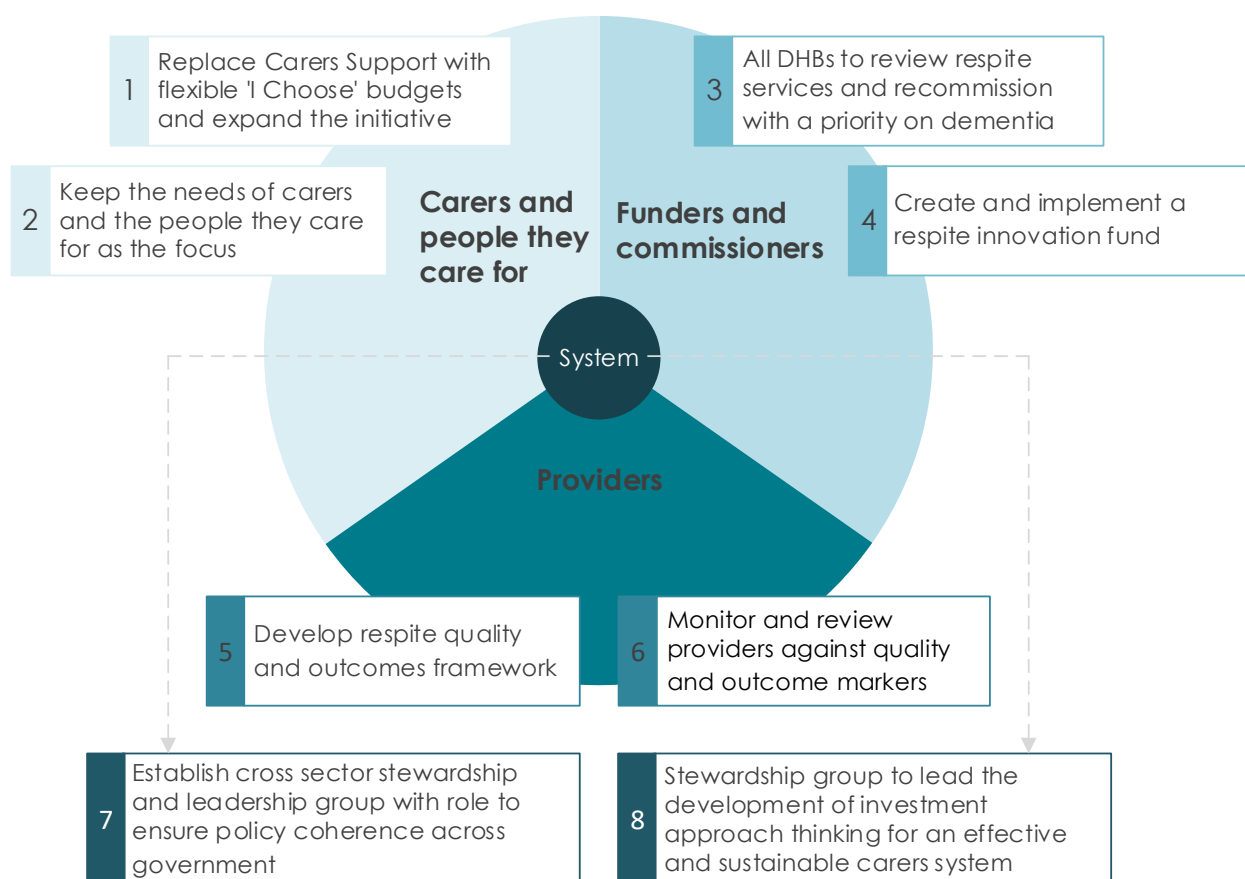 1
Replace Carers Support with
flexible 'I Choose' budgets
and expand the initiative
2
Keep the needs of carers
and the people they care
for as the focus
3
All DHBs to review respite
services and recommission
with a priority on dementia
4
Create and implement a
respite innovation fund
Carers and
people they
care for
Funders and
commissioners
System
Providers
5
Develop respite quality
and outcomes framework
6
Monitor and review
providers against quality
and outcome markers
7
Establish cross sector stewardship
and leadership group with role to
ensure policy coherence across
government
8
Stewardship group to lead the
development of investment
approach thinking for an effective
and sustainable carers system